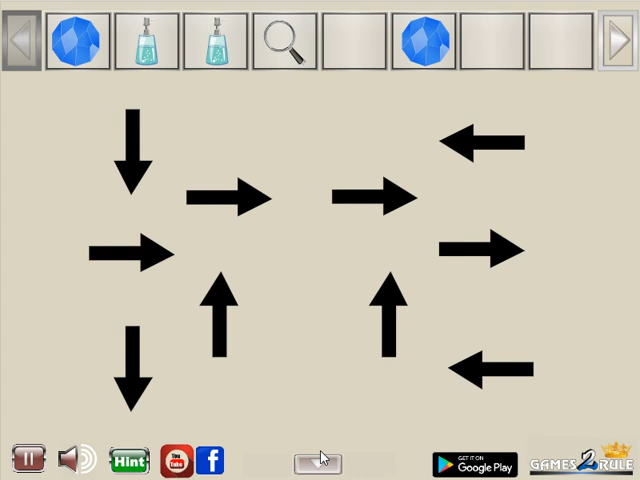 Hint
You
Tube
f
GET IT ON
Google Play
GAMES2RULE